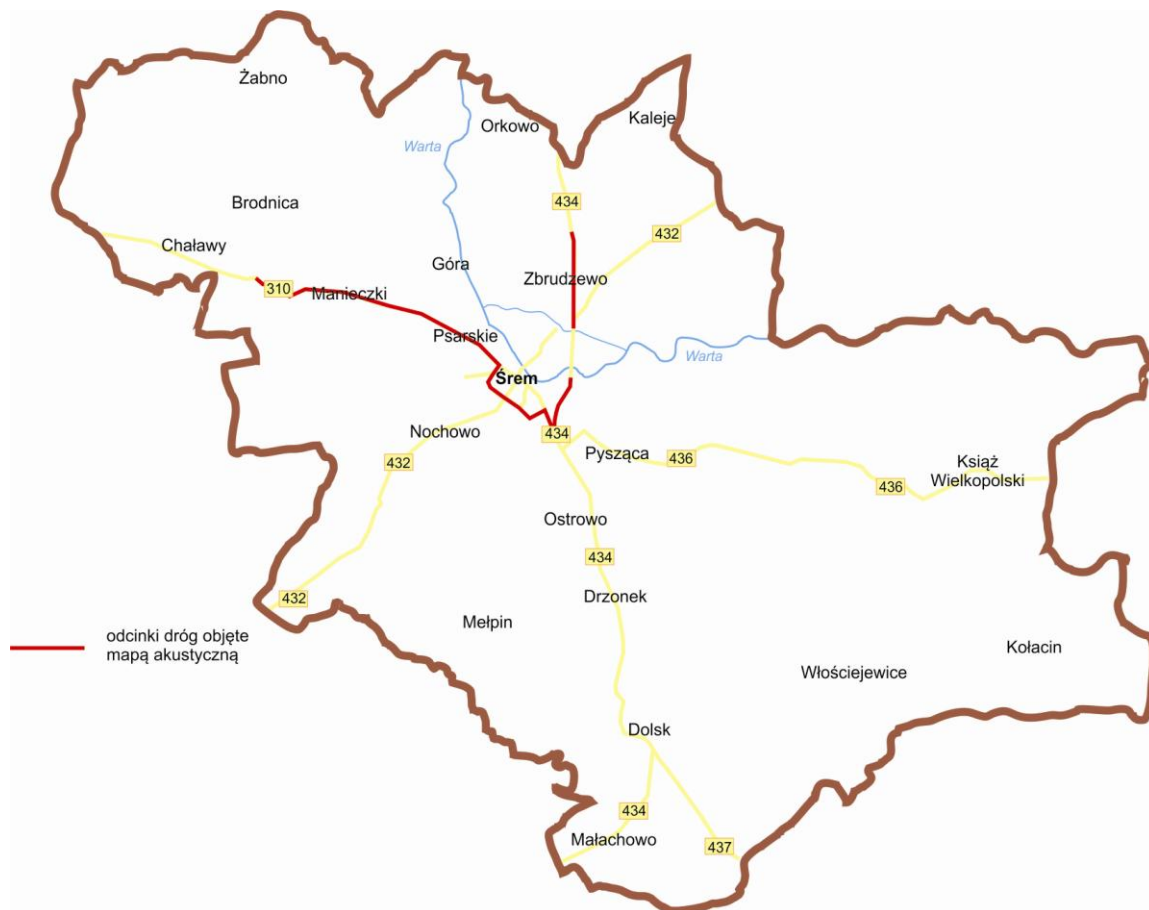 Żabno
Kaleje
Orkowo
Warta
434
Brodnica
432
Chaławy
Góra
Zbrudzewo
310
Manieczki
Psarskie
Warta
Śrem
Nochowo
434
Pysząca
436
432
Książ
Wielkopolski
436
Ostrowo
434
Drzonek
432
Mełpin
odcinki dróg objęte
mapą akustyczną
Kołacin
Włościejewice
Dolsk
434
Małachowo
437